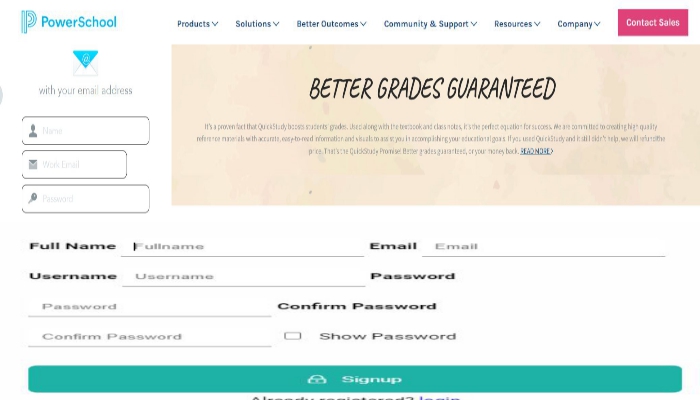 PowerSchool
Products Solutions Better Outcomes Community & Support Resources Company Contact Sales
with your email address
Name
Work Email
Password
BETTER GRADES GUARANTEED
It's a proven fact that QuickStudy boosts students' grades. Used along with the textbook and class notes, it's the perfect equation for success. We are committed to creating high quality
reference materials with accurate, easy-to-read information and visuals to assist you in accomplishing your educational goals. If you used QuickStudy and it still didn't help, we will refund the
price. That's the QuickStudy Promise: Better grades guaranteed, or your money back. READ MORE
Full Name Fullname Email Email
Username Username Password
Password Confirm Password
Confirm Password Show Password
Signup
Already registered? login